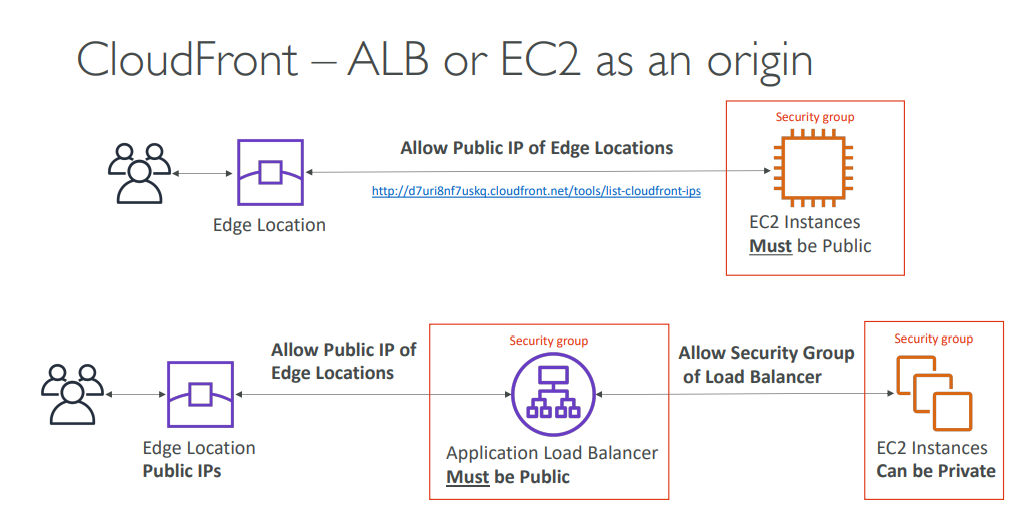 CloudFront – ALB or EC2 as an origin
Security group
Allow Public IP of Edge Locations
http://d7uri8nf7uskq.cloudfront.net/tools/list-cloudfront-ips
Edge Location
EC2 Instances
Must be Public
Security group
Allow Public IP of
Edge Locations
Security group
Allow Security Group
of Load Balancer
Edge Location
Public IPs
Application Load Balancer
Must be Public
EC2 Instances
Can be Private